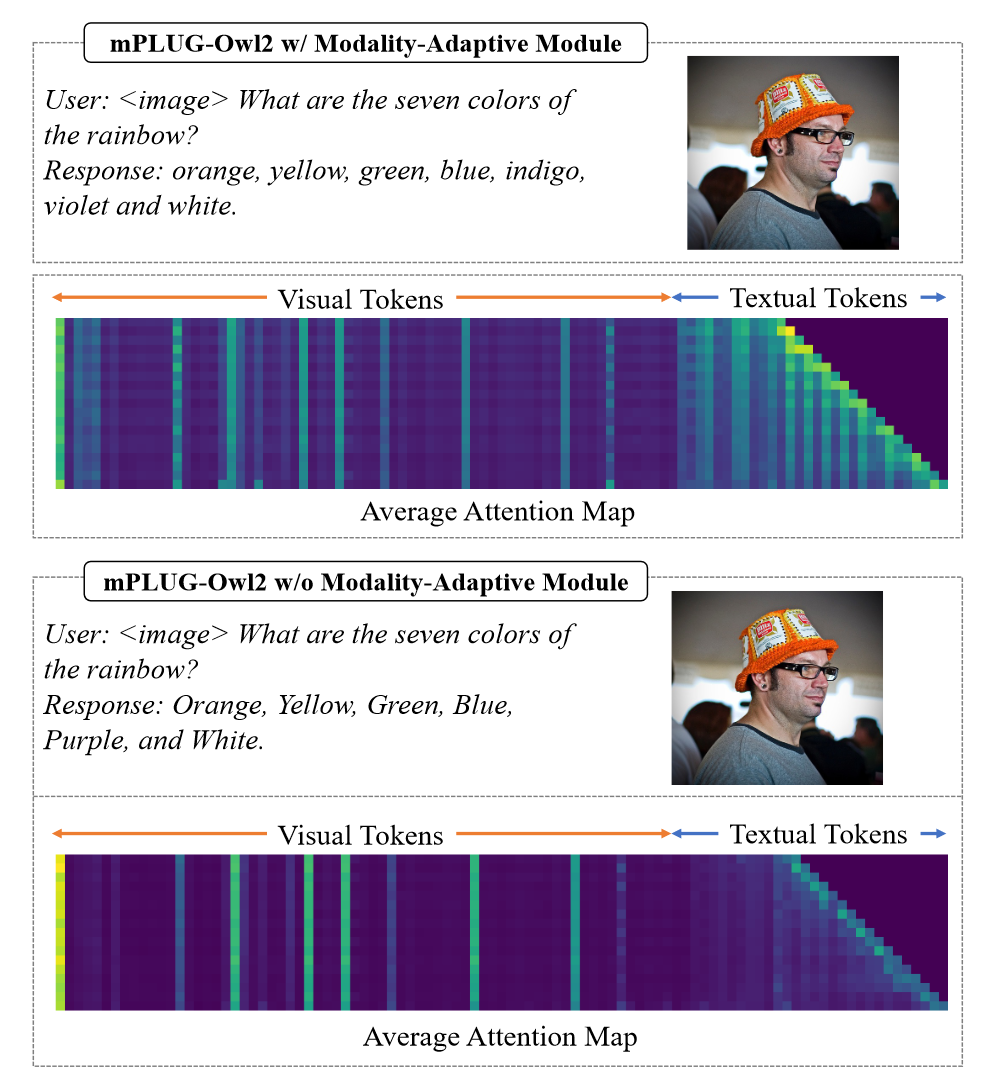 mPLUG-Owl2 w/ Modality-Adaptive Module
User: <image> What are the seven colors of
the rainbow?
Response: orange, yellow, green, blue, indigo,
violet and white.
Visual Tokens
Textual Tokens
Average Attention Map
mPLUG-Owl2 w/o Modality-Adaptive Module
User: <image> What are the seven colors of
the rainbow?
Response: Orange, Yellow, Green, Blue,
Purple, and White.
Visual Tokens
Textual Tokens
Average Attention Map